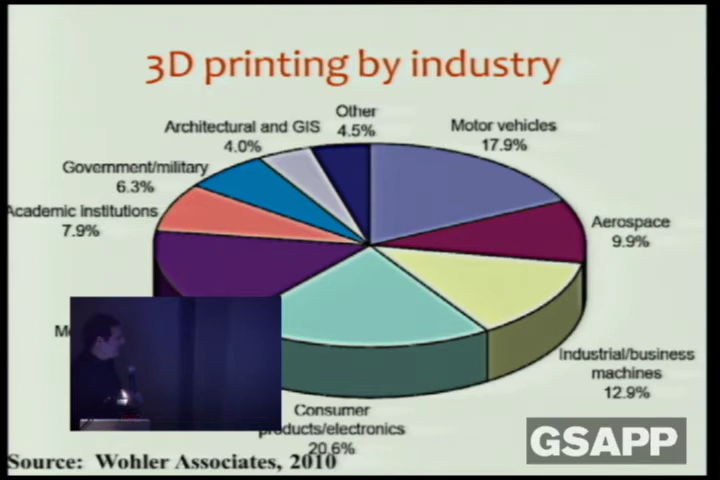 3D printing by industry
Other
4.5%
Architectural and GIS
4.0%
Motor vehicles
17.9%
Government/military
6.3%
Academic Institutions
7.9%
Aerospace
9.9%
Industrial/business
machines
12.9%
Consumer
products/electronics
20.6%
GSAPP
Source: Wohler Associates, 2010